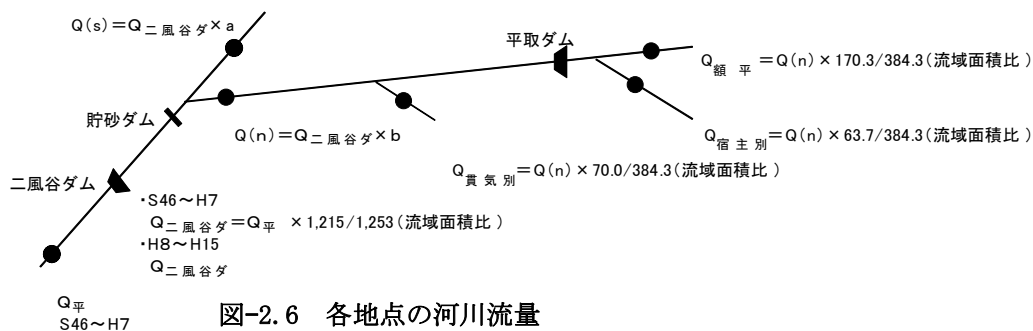 Q(s)=Q二風谷ダ×a
平取ダム
Q額平 =Q(n)×170.3/384.3(流域面積比)
貯砂ダム
Q(n)=Q二風谷ダ×b
Q宿主別=Q(n)×63.7/384.3(流域面積比)
Q貫気別=Q(n)×70.0/384.3(流域面積比)
二風谷ダム
・S46～H7
Q二風谷ダ=Q平 ×1,215/1,253(流域面積比)
・H8～H15
Q二風谷ダ
Q平
S46～H7
図-2.6 各地点の河川流量